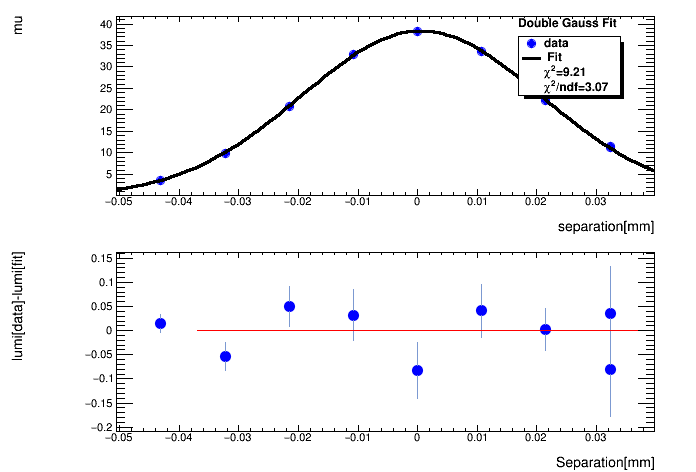 mu
Double Gauss Fit
data
Fit
χ²=9.21
χ²/ndf=3.07
40
35
30
25
20
15
10
5
−0.05 −0.04 −0.03 −0.02 −0.01 0 0.01 0.02 0.03
separation[mm]
lumi[data]-lumi[fit]
0.15
0.1
0.05
0
−0.05
−0.1
−0.15
−0.2
−0.05 −0.04 −0.03 −0.02 −0.01 0 0.01 0.02 0.03
Separation[mm]